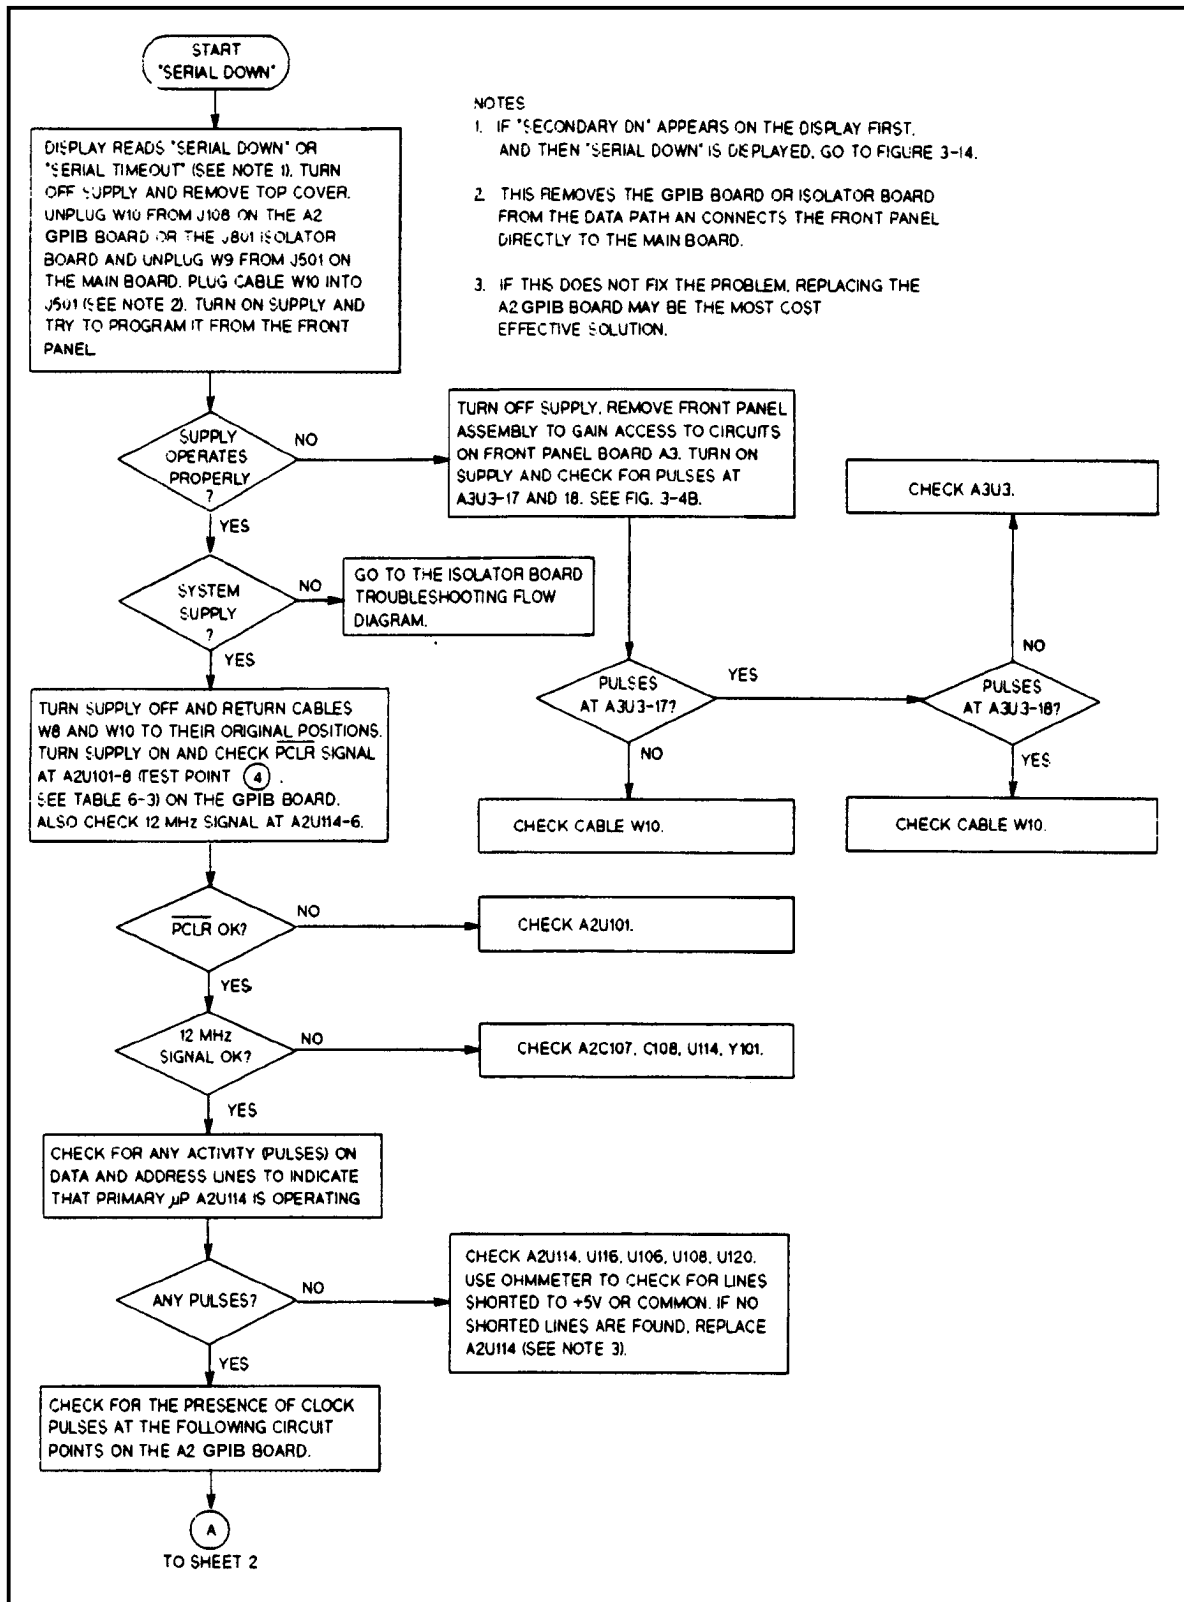 START
"SERIAL DOWN"
NOTES
1. IF "SECONDARY DN" APPEARS ON THE DISPLAY FIRST,
AND THEN "SERIAL DOWN" IS DISPLAYED, GO TO FIGURE 3-14.
2. THIS REMOVES THE GPIB BOARD OR ISOLATOR BOARD
FROM THE DATA PATH AN CONNECTS THE FRONT PANEL
DIRECTLY TO THE MAIN BOARD.
3. IF THIS DOES NOT FIX THE PROBLEM, REPLACING THE
A2 GPIB BOARD MAY BE THE MOST COST
EFFECTIVE SOLUTION.
DISPLAY READS "SERIAL DOWN" OR
"SERIAL TIMEOUT" (SEE NOTE 1). TURN
OFF SUPPLY AND REMOVE TOP COVER.
UNPLUG W10 FROM J108 ON THE A2
GPIB BOARD OR THE J801 ISOLATOR
BOARD AND UNPLUG W9 FROM J501 ON
THE MAIN BOARD. PLUG CABLE W10 INTO
J501 (SEE NOTE 2). TURN ON SUPPLY AND
TRY TO PROGRAM IT FROM THE FRONT
PANEL
SUPPLY
OPERATES
PROPERLY
?
NO
YES
TURN OFF SUPPLY, REMOVE FRONT PANEL
ASSEMBLY TO GAIN ACCESS TO CIRCUITS
ON FRONT PANEL BOARD A3. TURN ON
SUPPLY AND CHECK FOR PULSES AT
A3U3-17 AND 18. SEE FIG. 3-4B.
CHECK A3U3.
SYSTEM
SUPPLY
?
NO
YES
GO TO THE ISOLATOR BOARD
TROUBLESHOOTING FLOW
DIAGRAM.
PULSES
AT A3U3-17?
YES
NO
PULSES
AT A3U3-18?
NO
YES
CHECK CABLE W10.
CHECK CABLE W10.
TURN SUPPLY OFF AND RETURN CABLES
W8 AND W10 TO THEIR ORIGINAL POSITIONS.
TURN SUPPLY ON AND CHECK PCLR SIGNAL
AT A2U101-8 (TEST POINT 4 .
SEE TABLE 6-3) ON THE GPIB BOARD.
ALSO CHECK 12 MHz SIGNAL AT A2U114-6.
PCLR OK?
NO
YES
CHECK A2U101.
12 MHz
SIGNAL OK?
NO
YES
CHECK A2C107, C108, U114, Y101.
CHECK FOR ANY ACTIVITY (PULSES) ON
DATA AND ADDRESS LINES TO INDICATE
THAT PRIMARY µP A2U114 IS OPERATING
ANY PULSES?
NO
YES
CHECK A2U114, U116, U106, U108, U120.
USE OHMMETER TO CHECK FOR LINES
SHORTED TO +5V OR COMMON. IF NO
SHORTED LINES ARE FOUND, REPLACE
A2U114 (SEE NOTE 3).
CHECK FOR THE PRESENCE OF CLOCK
PULSES AT THE FOLLOWING CIRCUIT
POINTS ON THE A2 GPIB BOARD.
A
TO SHEET 2